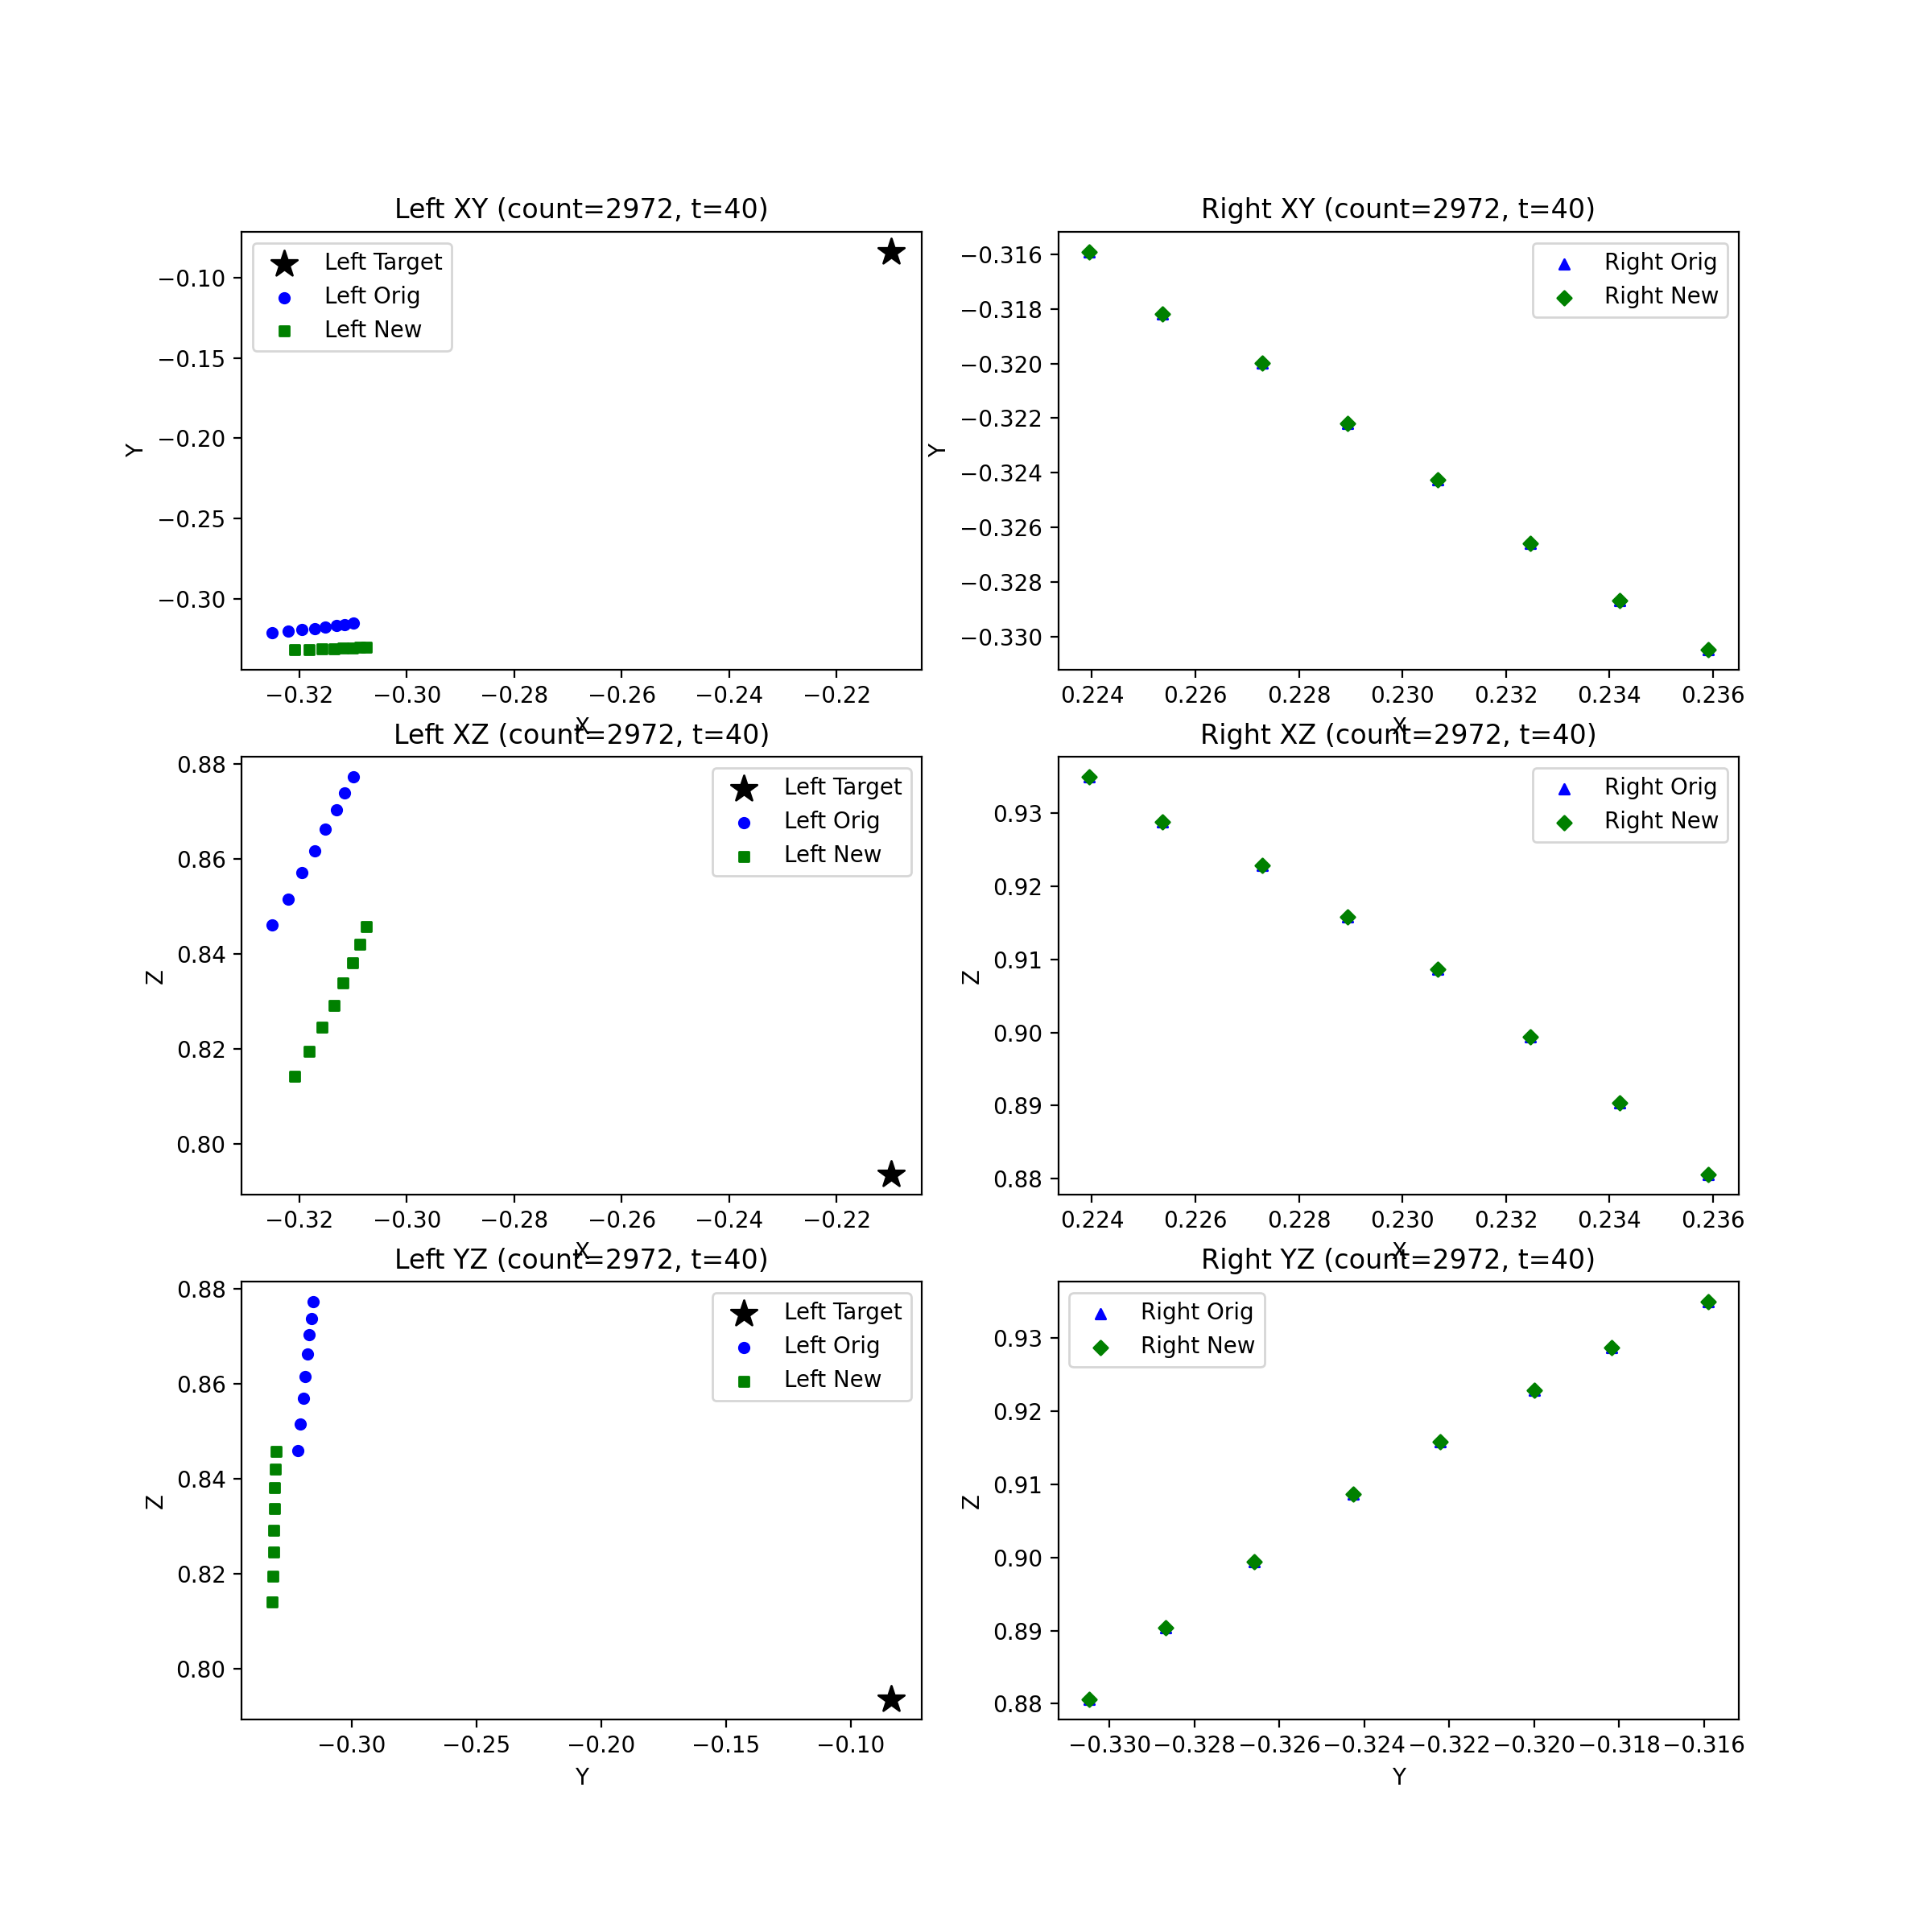 Left XY (count=2972, t=40)
Left Target
Left Orig
Left New
−0.10
−0.15
−0.20
−0.25
−0.30
Y
−0.32 −0.30 −0.28 −0.26 −0.24 −0.22
X
Right XY (count=2972, t=40)
Right Orig
Right New
−0.316
−0.318
−0.320
−0.322
−0.324
−0.326
−0.328
−0.330
Y
0.224 0.226 0.228 0.230 0.232 0.234 0.236
X
Left XZ (count=2972, t=40)
Left Target
Left Orig
Left New
0.88
0.86
0.84
0.82
0.80
Z
−0.32 −0.30 −0.28 −0.26 −0.24 −0.22
X
Right XZ (count=2972, t=40)
Right Orig
Right New
0.93
0.92
0.91
0.90
0.89
0.88
Z
0.224 0.226 0.228 0.230 0.232 0.234 0.236
X
Left YZ (count=2972, t=40)
Left Target
Left Orig
Left New
0.88
0.86
0.84
0.82
0.80
Z
−0.30 −0.25 −0.20 −0.15 −0.10
Y
Right YZ (count=2972, t=40)
Right Orig
Right New
0.93
0.92
0.91
0.90
0.89
0.88
Z
−0.330 −0.328 −0.326 −0.324 −0.322 −0.320 −0.318 −0.316
Y